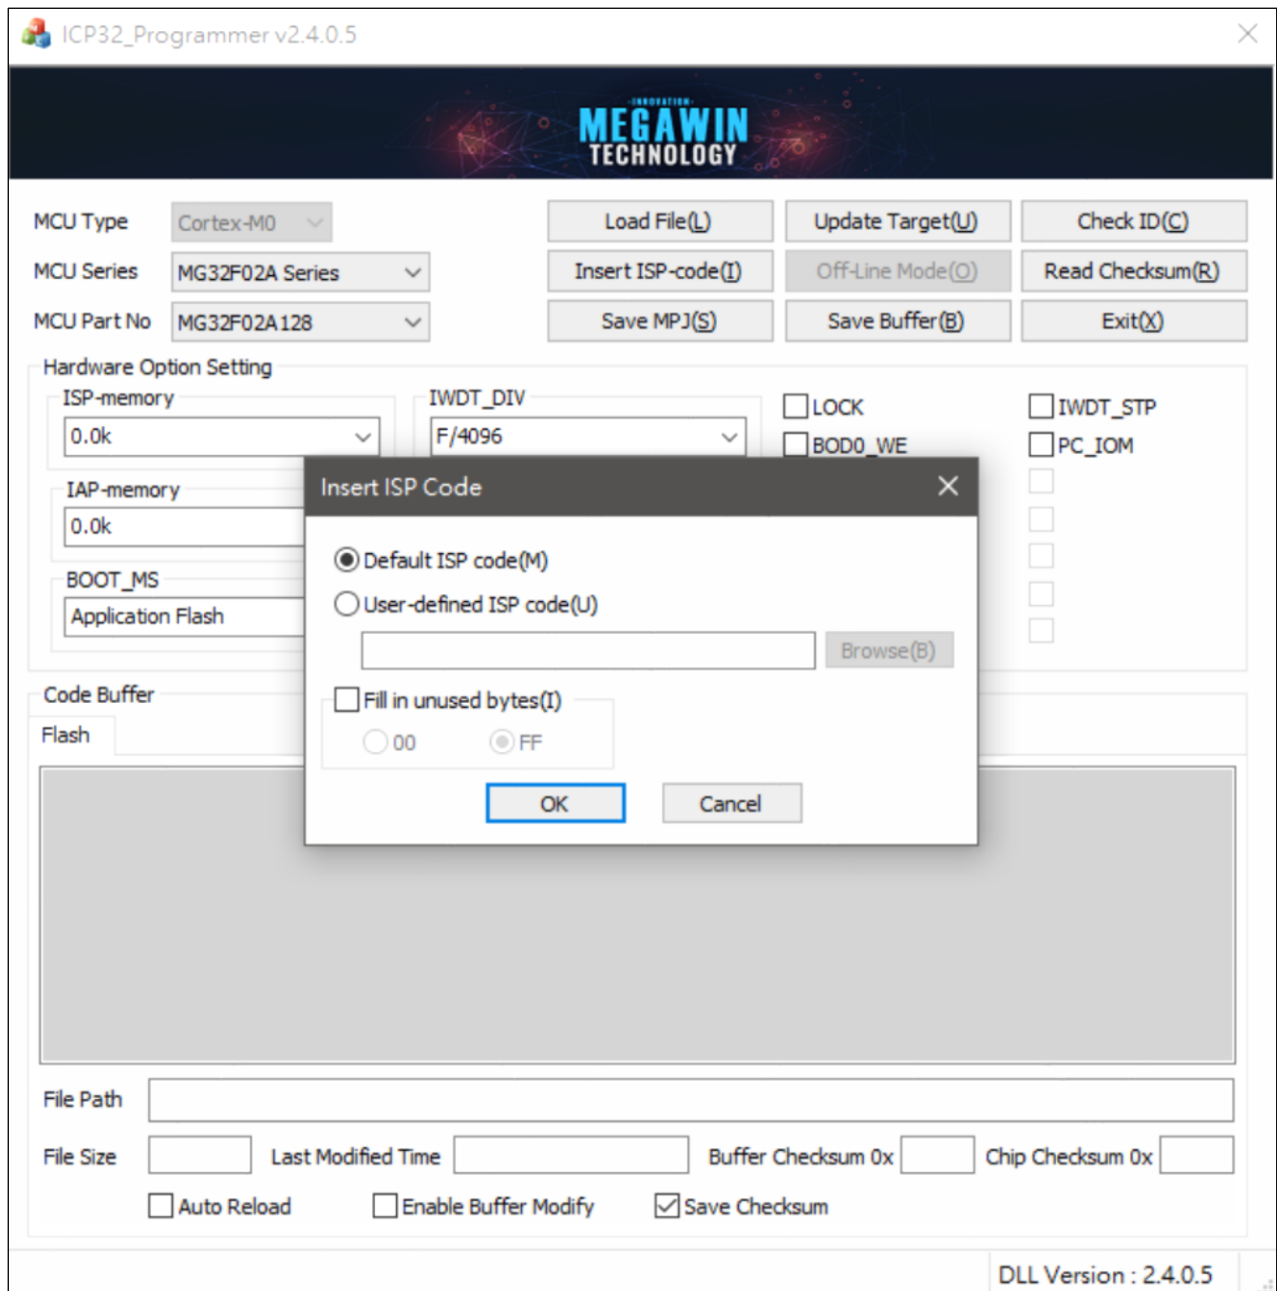 ICP32_Programmer v2.4.0.5
-INNOVATION-
MEGAWIN
TECHNOLOGY
MCU Type Cortex-M0 Load File(L) Update Target(U) Check ID(C)
MCU Series MG32F02A Series Insert ISP-code(I) Off-Line Mode(O) Read Checksum(R)
MCU Part No MG32F02A128 Save MPJ(S) Save Buffer(B) Exit(X)
Hardware Option Setting
ISP-memory IWDT_DIV
0.0k F/4096 LOCK IWDT_STP
BOD0_WE PC_IOM
Insert ISP Code
IAP-memory
0.0k
Default ISP code(M)
BOOT_MS
Application Flash
User-defined ISP code(U)
Browse(B)
Code Buffer
Fill in unused bytes(I)
Flash
00 FF
OK Cancel
File Path
File Size Last Modified Time Buffer Checksum 0x Chip Checksum 0x
Auto Reload Enable Buffer Modify Save Checksum
DLL Version : 2.4.0.5